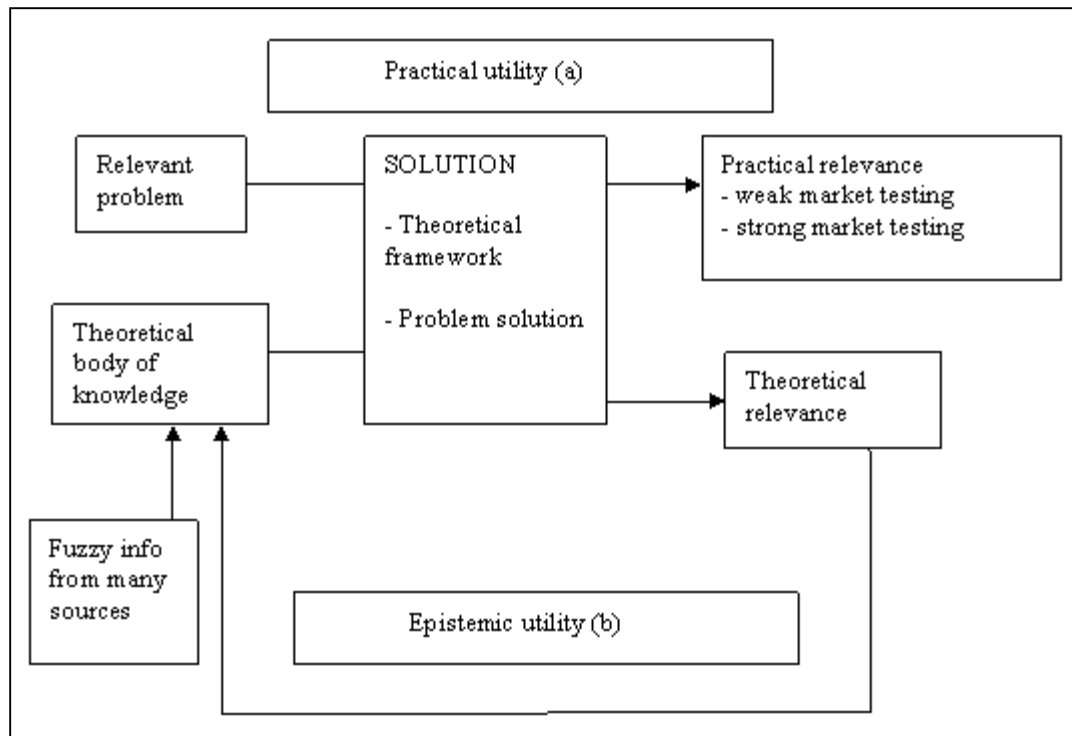 Practical utility (a)
Relevant
problem
SOLUTION
- Theoretical
framework
- Problem solution
Practical relevance
- weak market testing
- strong market testing
Theoretical
body of
knowledge
Theoretical
relevance
Fuzzy info
from many
sources
Epistemic utility (b)